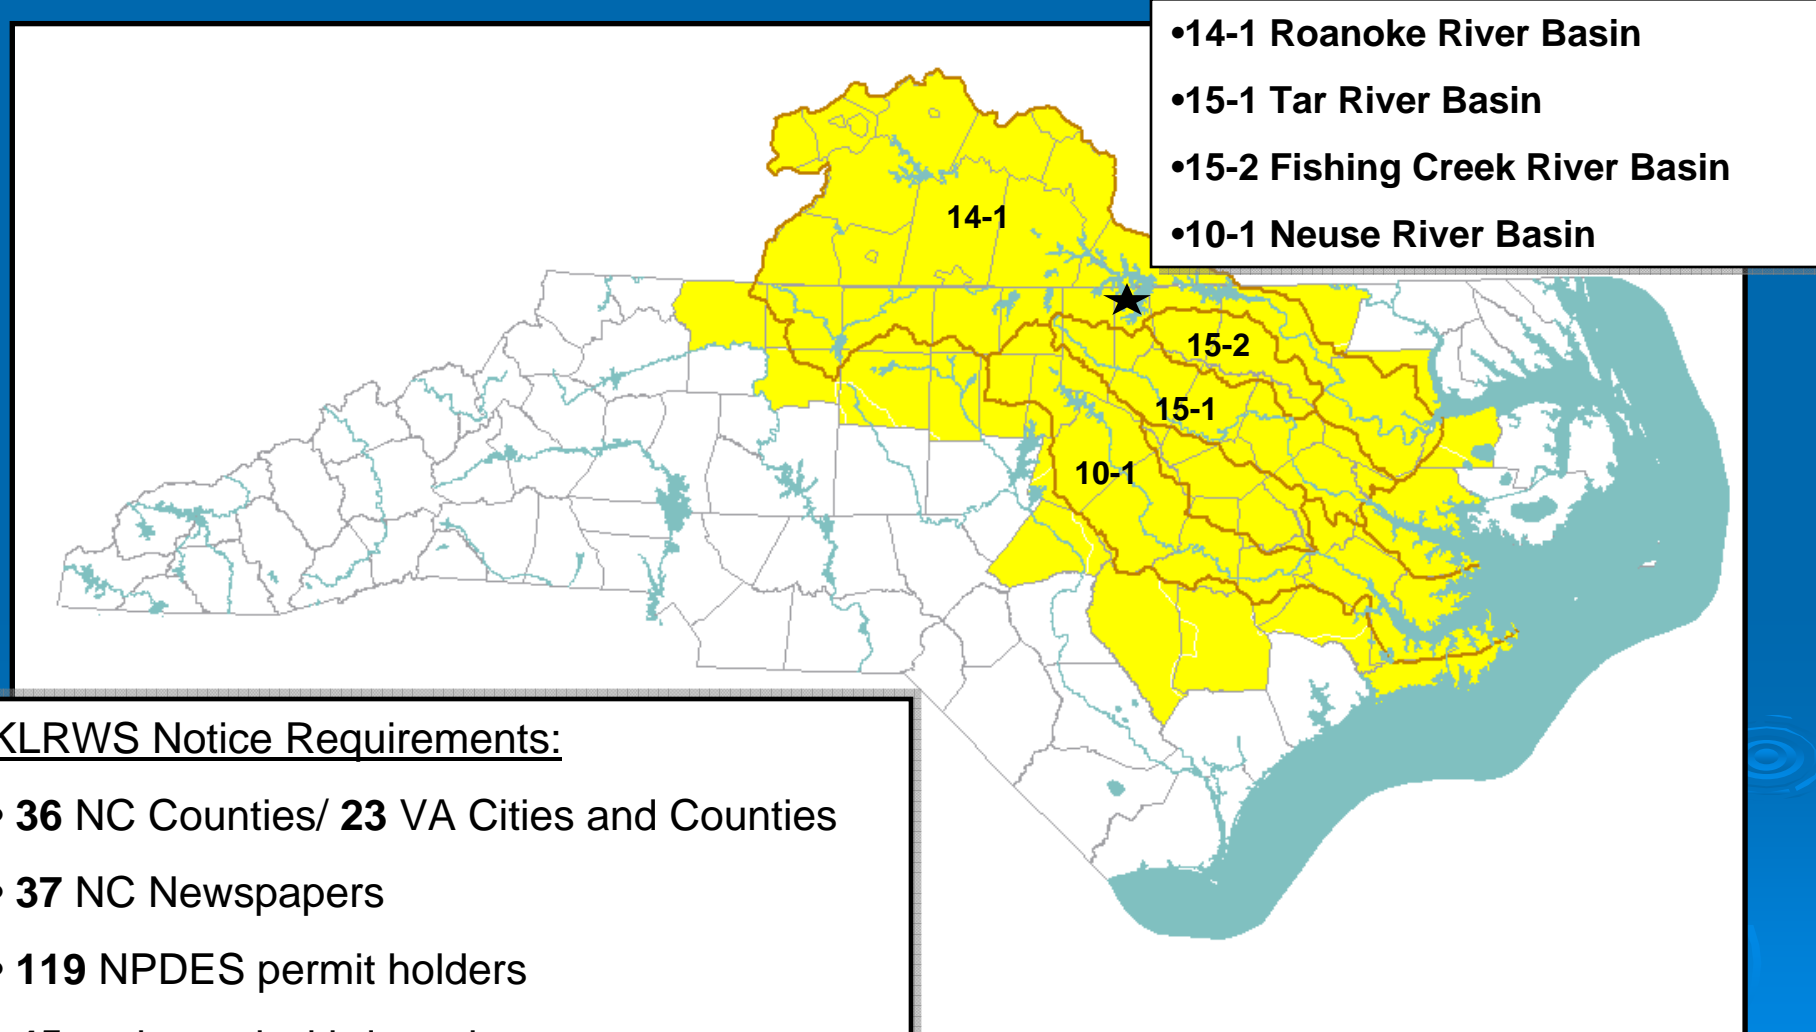 •14-1 Roanoke River Basin
•15-1 Tar River Basin
•15-2 Fishing Creek River Basin
•10-1 Neuse River Basin
14-1
15-2
15-1
10-1
KLRWS Notice Requirements:
• 36 NC Counties/ 23 VA Cities and Counties
• 37 NC Newspapers
• 119 NPDES permit holders